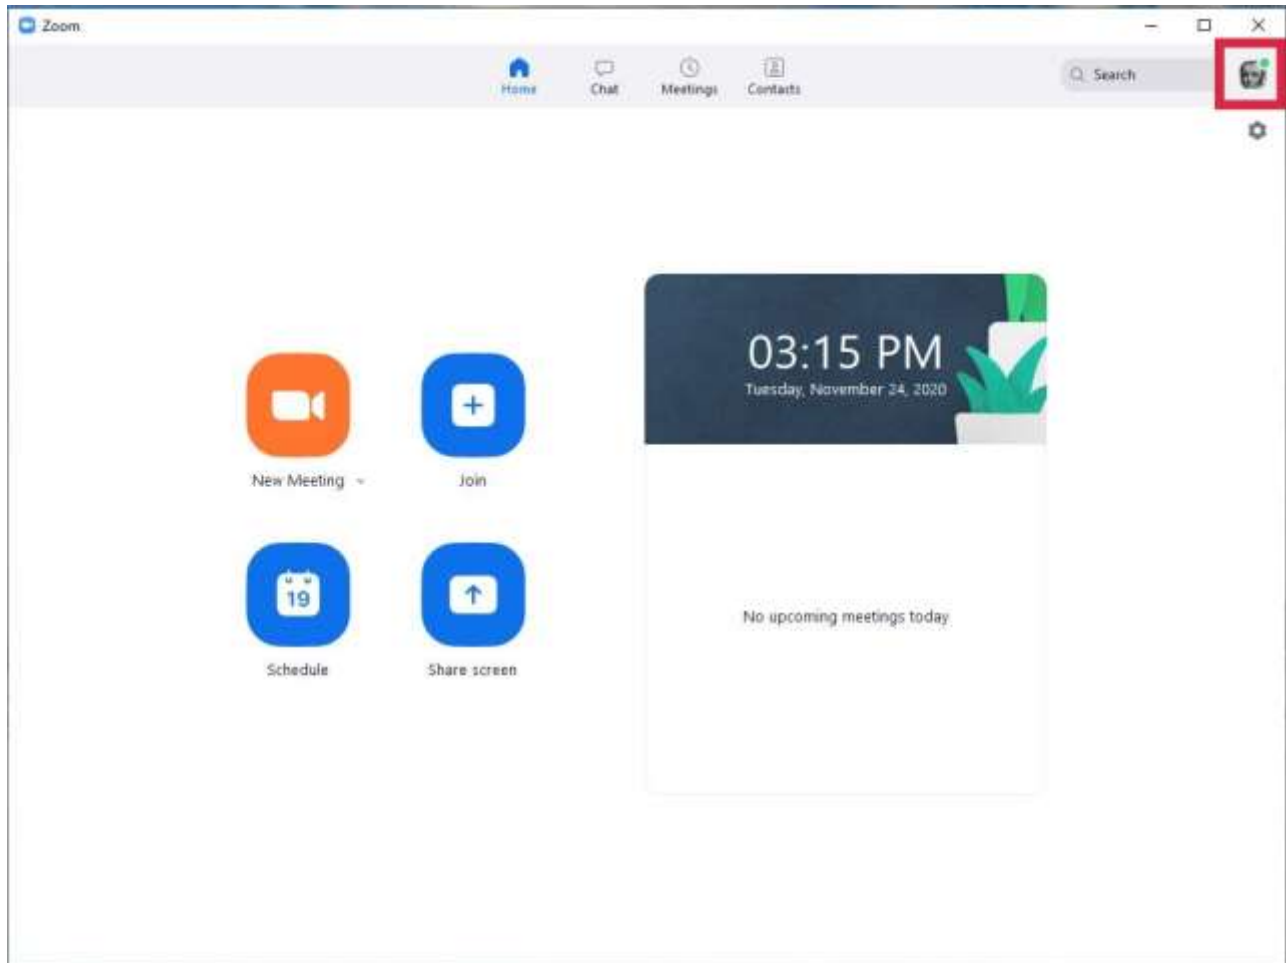 Zoom
Home
Chat
Meetings
Contacts
Search
03:15 PM
Tuesday, November 24, 2020
New Meeting
Join
19
Schedule
Share screen
No upcoming meetings today